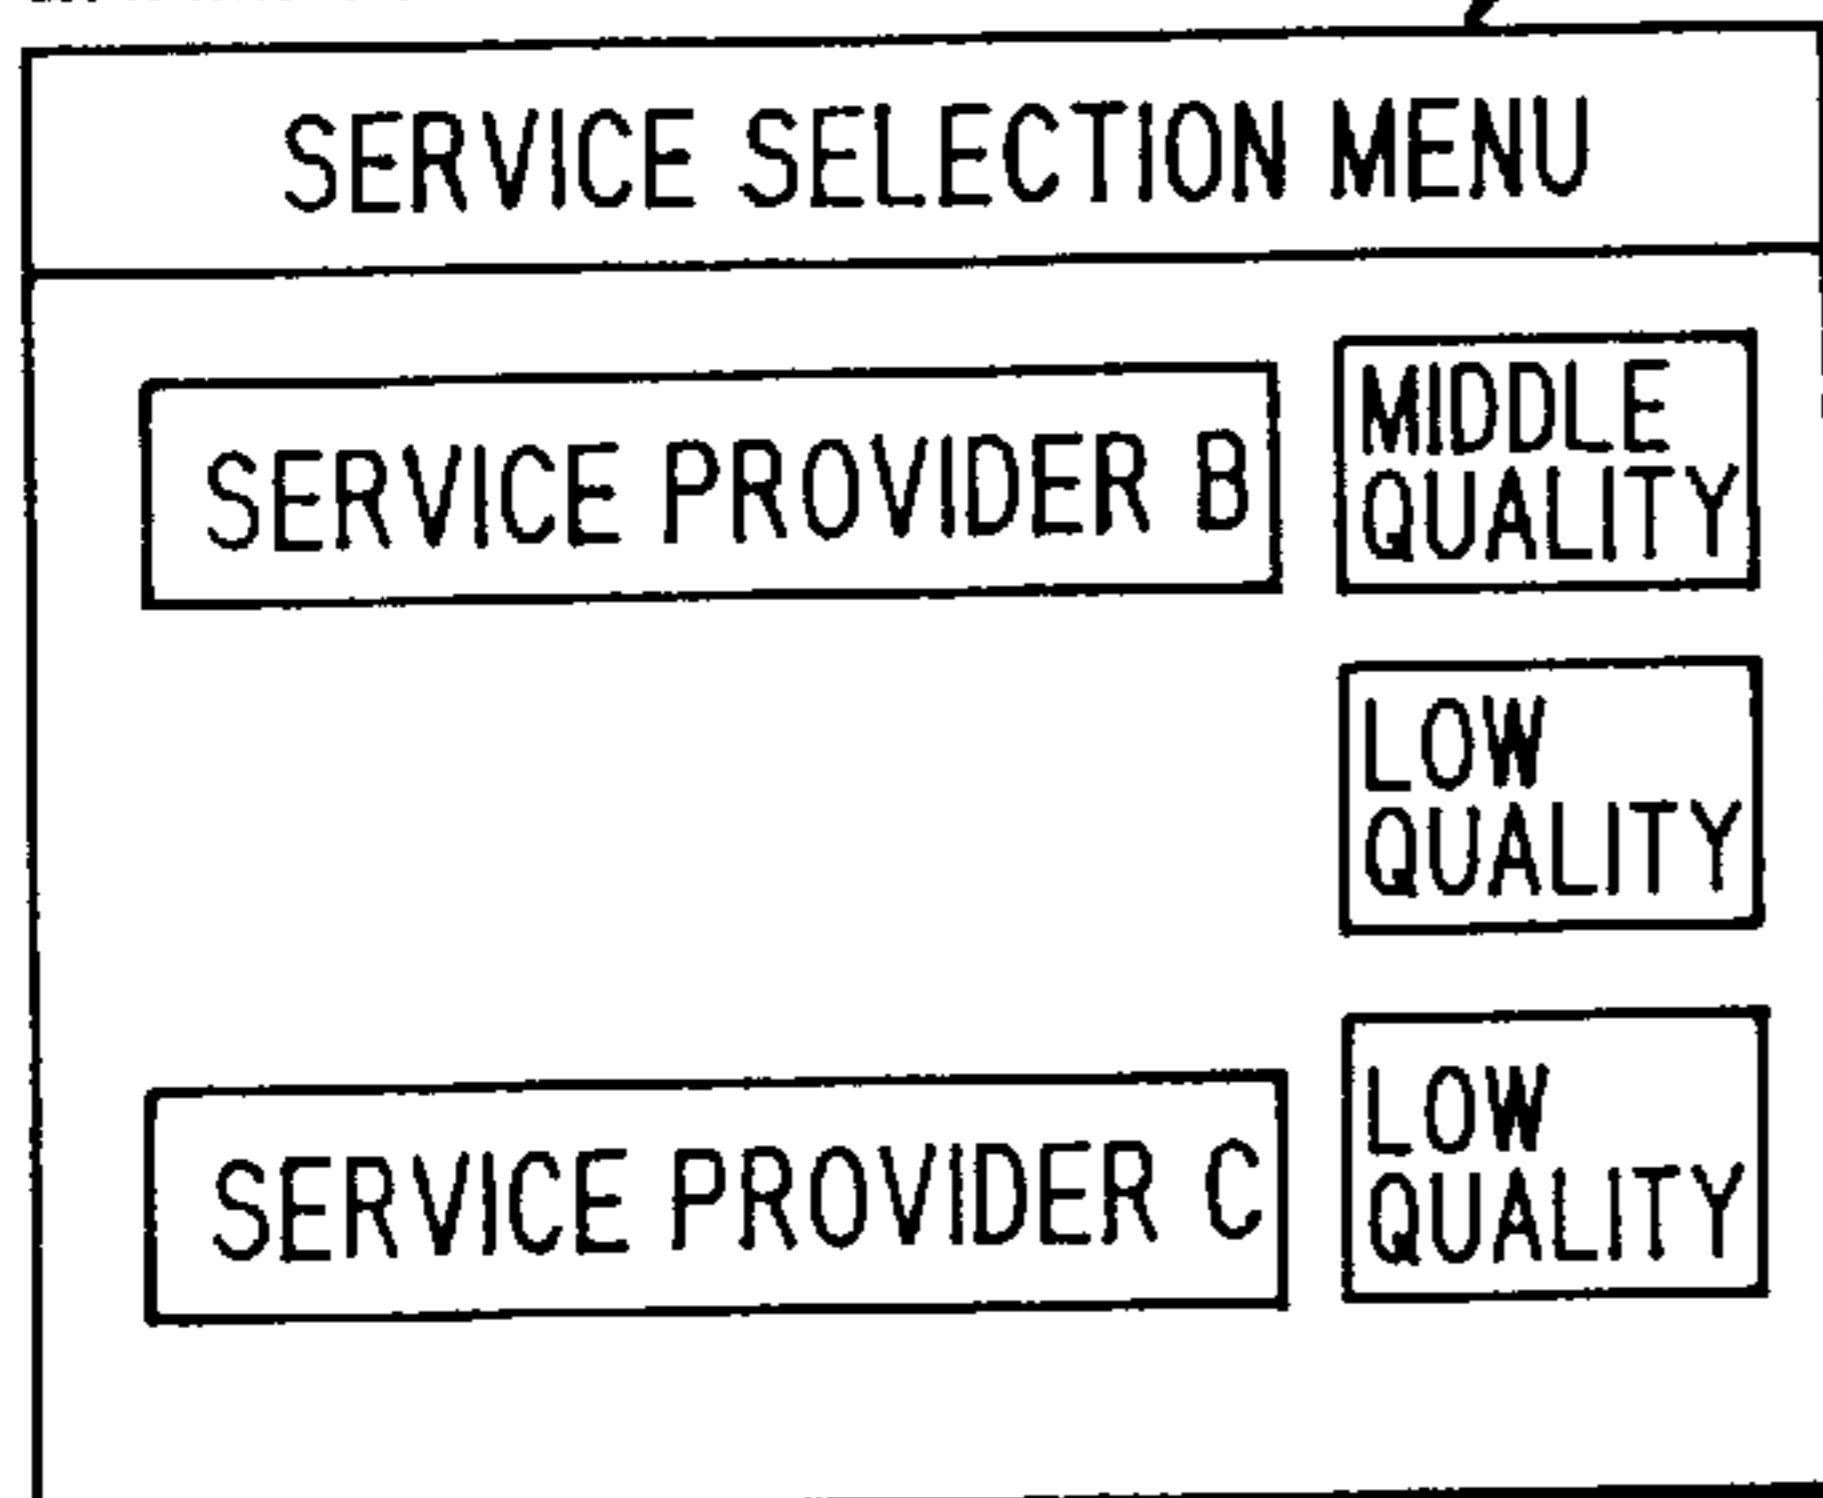 SERVICE SELECTION MENU
SERVICE PROVIDER B
MIDDLE
QUALITY
LOW
QUALITY
SERVICE PROVIDER C
LOW
QUALITY